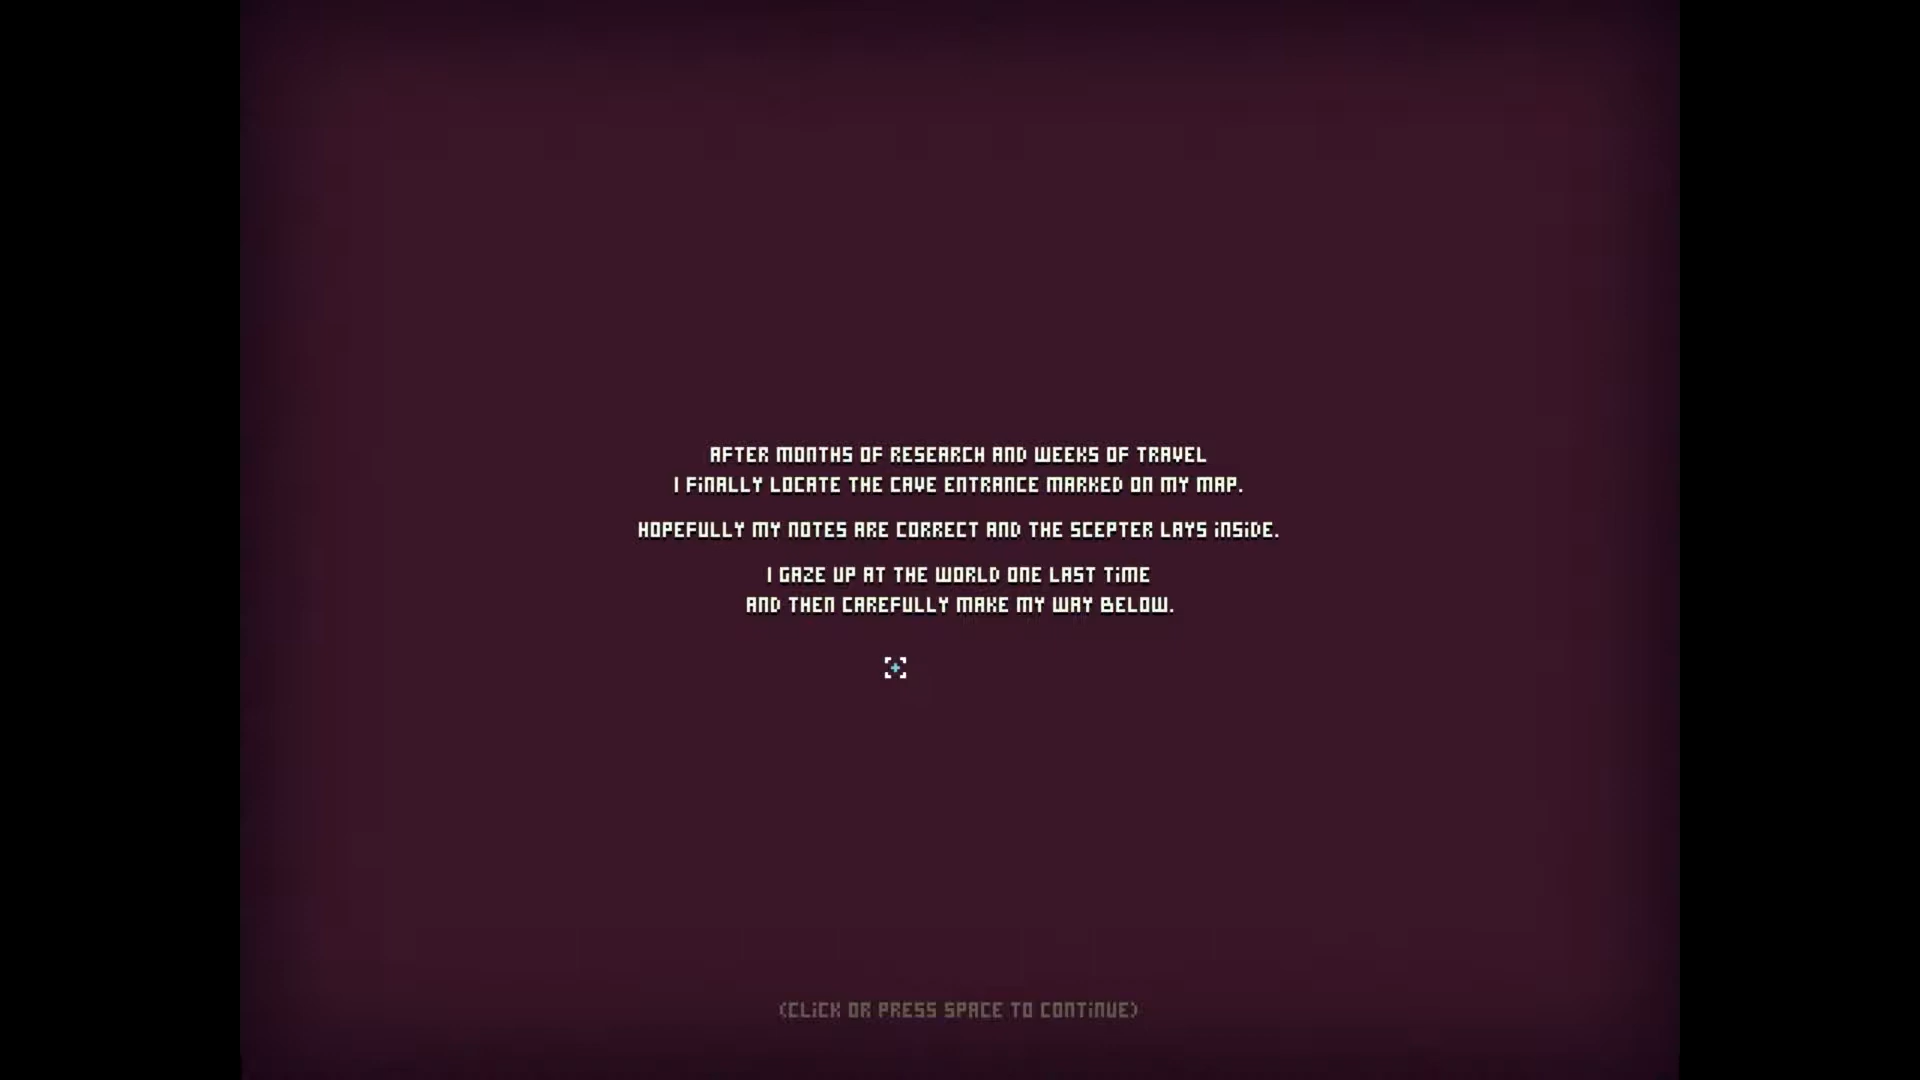 AFTER MONTHS OF RESEARCH AND WEEKS OF TRAVEL
I FINALLY LOCATE THE CAVE ENTRANCE MARKED ON MY MAP.
HOPEFULLY MY NOTES ARE CORRECT AND THE SCEPTER LAYS INSIDE.
I GAZE UP AT THE WORLD ONE LAST TIME
AND THEN CAREFULLY MAKE MY WAY BELOW.
(CLICK OR PRESS SPACE TO CONTINUE)